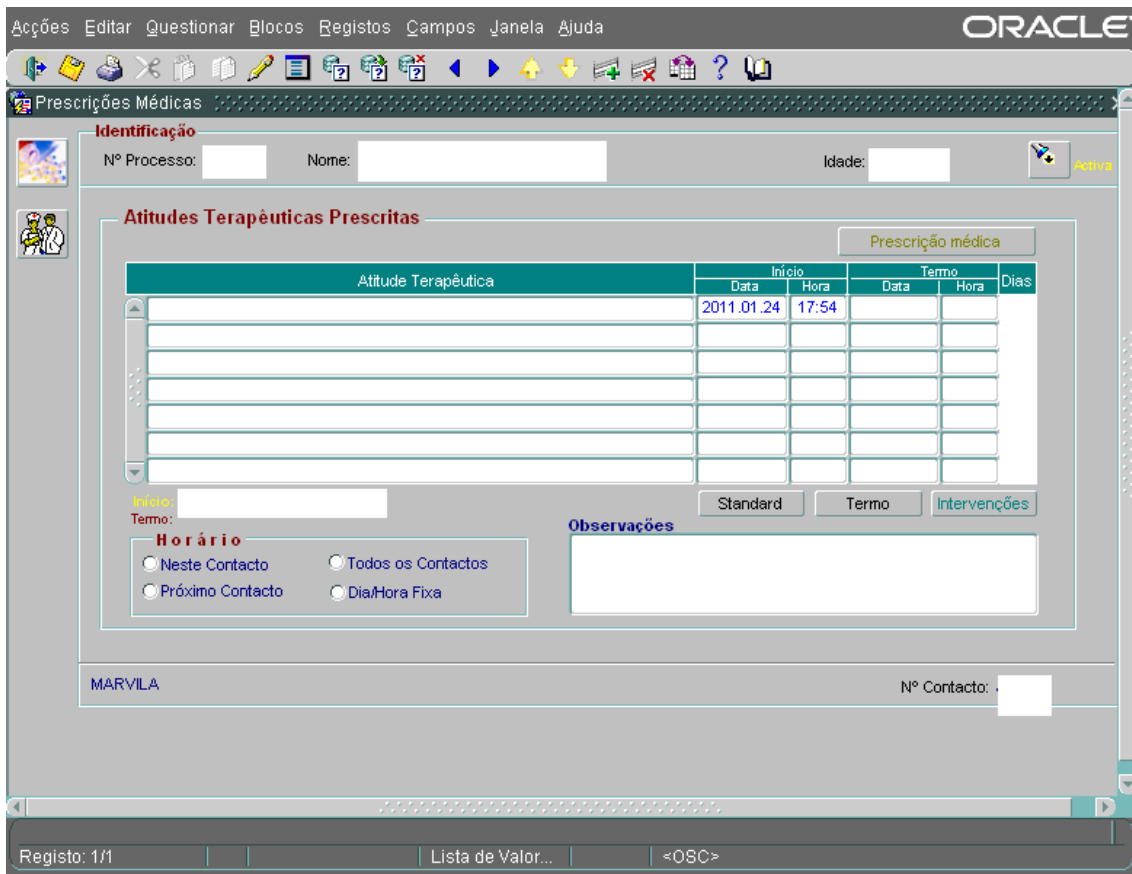 Acções Editar Questionar Blocos Registos Campos Janela Ajuda ORACLE
Prescrições Médicas
Identificação
Nº Processo: Nome: Idade: Activa
Atitudes Terapêuticas Prescritas
Prescrição médica
Atitude Terapêutica Início Termo Dias
Data Hora Data Hora
2011.01.24 17:54
Início:
Standard Termo Intervenções
Termo:
Observações
Horário
Neste Contacto Todos os Contactos
Próximo Contacto Dia/Hora Fixa
MARVILA Nº Contacto:
Registo: 1/1 Lista de Valor... <OSC>